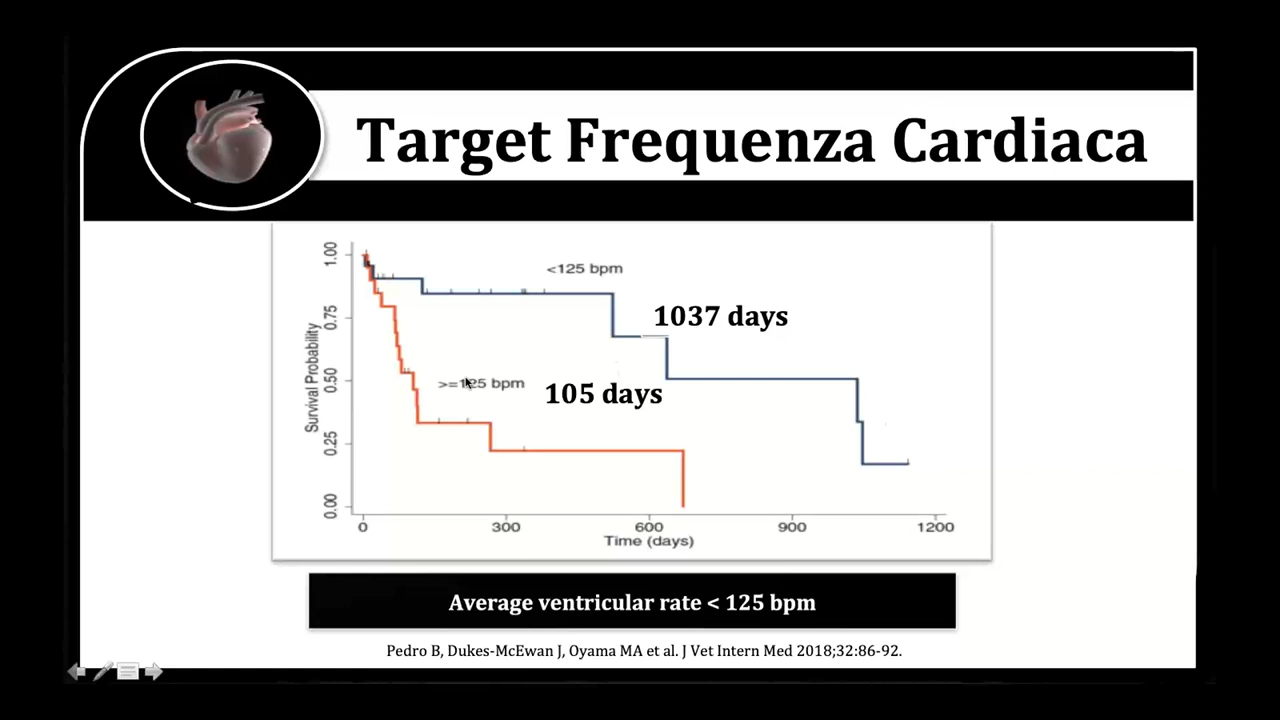 Target Frequenza Cardiaca
<125 bpm
1037 days
>=125 bpm
105 days
Survival Probability
1.00
0.75
0.50
0.25
0.00
0 300 600 900 1200
Time (days)
Average ventricular rate < 125 bpm
Pedro B, Dukes-McEwan J, Oyama MA et al. J Vet Intern Med 2018;32:86-92.